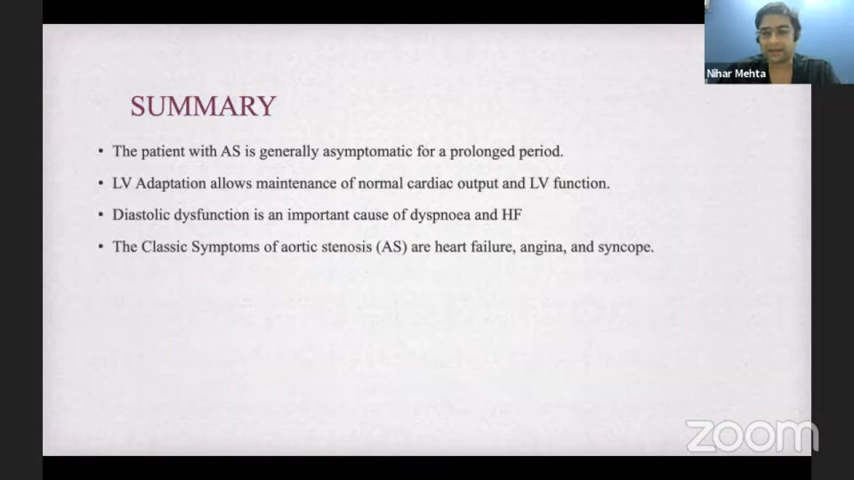 Nihar Mehta
SUMMARY
• The patient with AS is generally asymptomatic for a prolonged period.
• LV Adaptation allows maintenance of normal cardiac output and LV function.
• Diastolic dysfunction is an important cause of dyspnoea and HF
• The Classic Symptoms of aortic stenosis (AS) are heart failure, angina, and syncope.
zoom